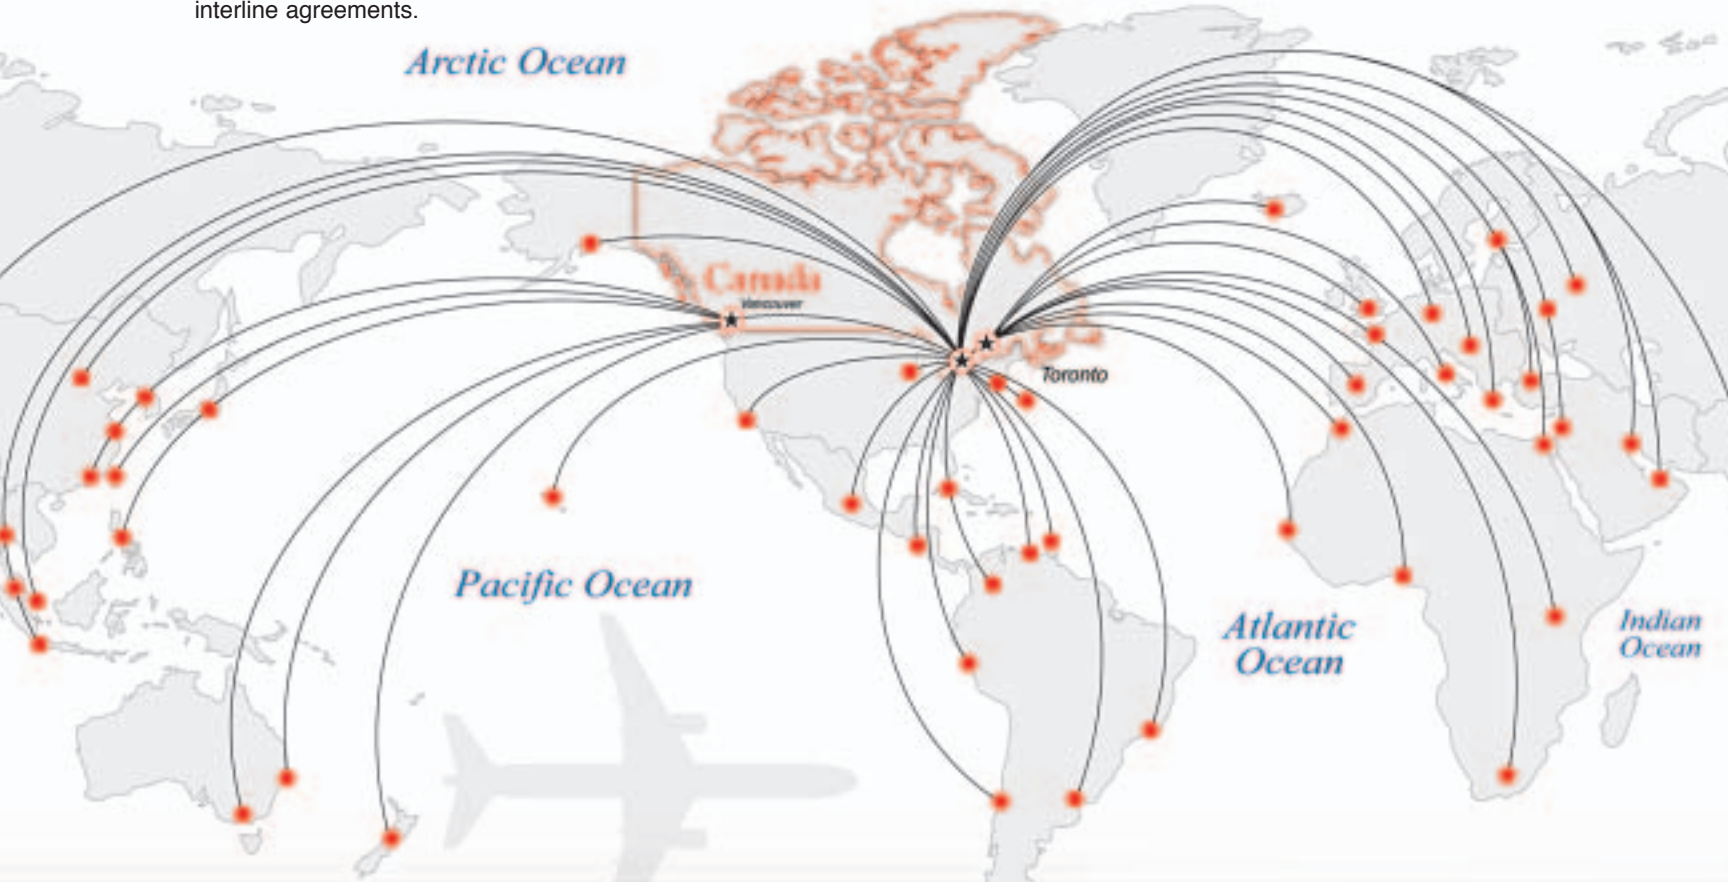 interline agreements.
Arctic Ocean
Canada
Vancouver
Toronto
Pacific Ocean
Atlantic
Ocean
Indian
Ocean